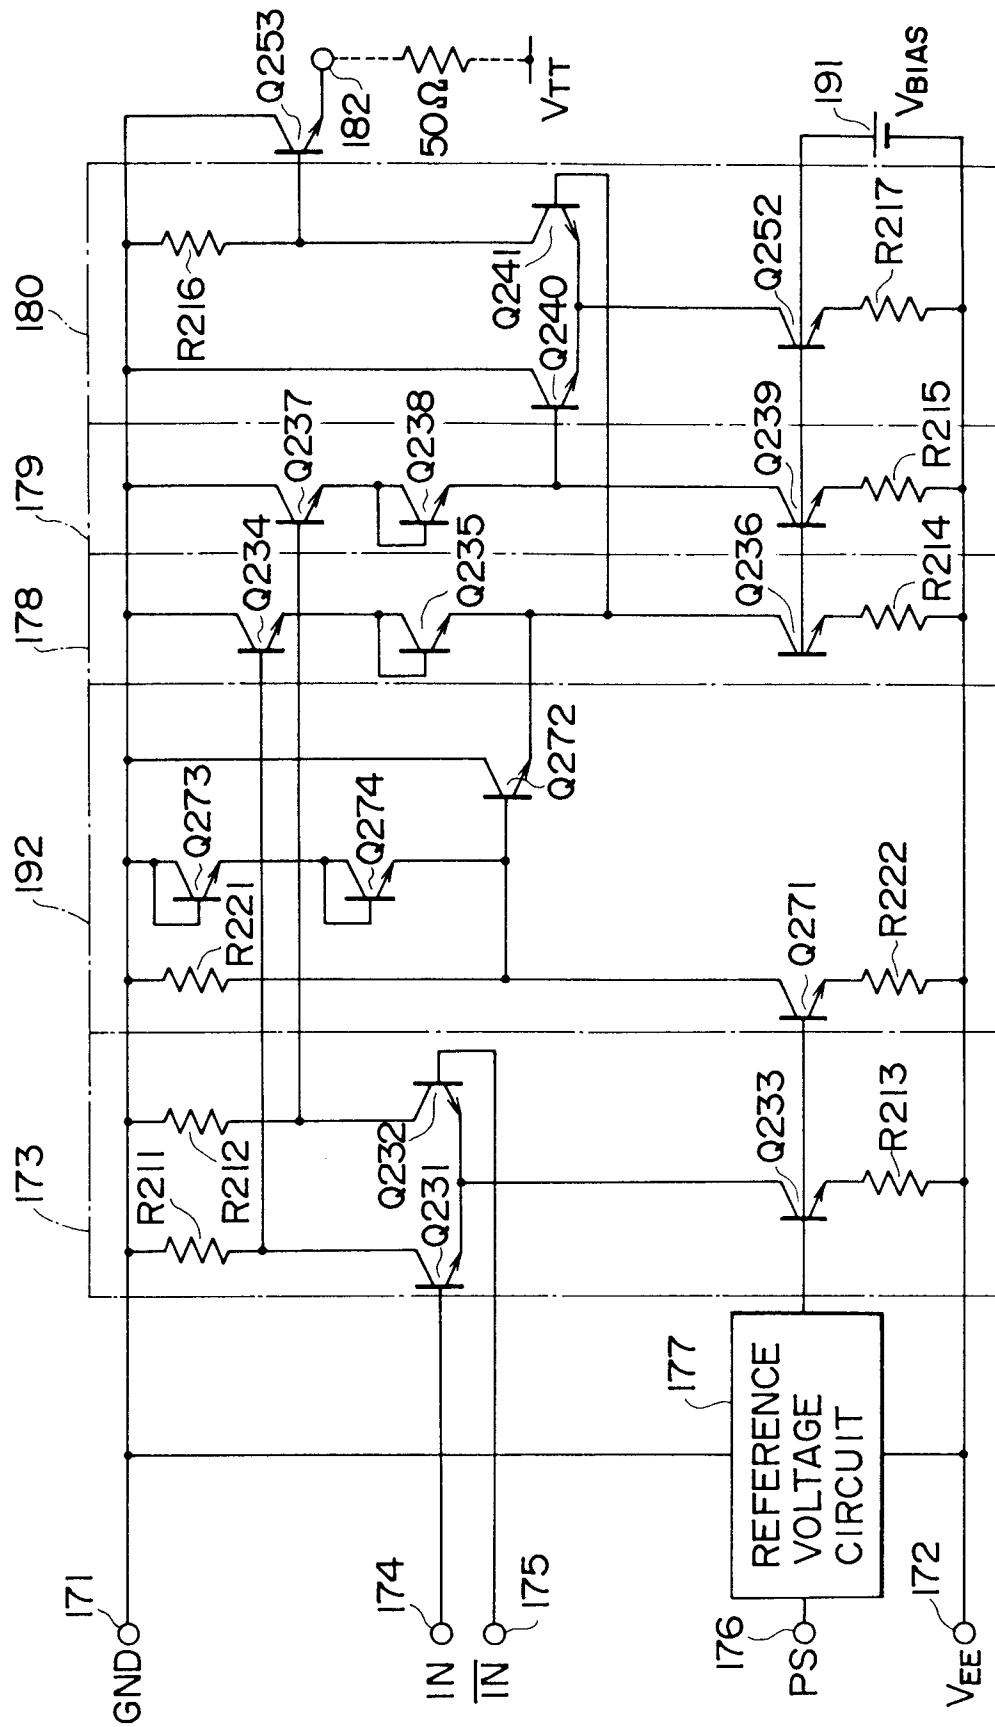 173
192
178
179
180
GND
171
R211
R212
R221
Q273
Q274
Q234
Q237
R216
Q253
182
50Ω
VTT
Q235
Q238
IN
174
IN
175
Q231
Q232
Q272
Q240
Q241
177
REFERENCE
VOLTAGE
CIRCUIT
PS
176
Q233
Q271
Q236
Q239
Q252
191
VBIAS
R213
R222
R214
R215
R217
VEE
172